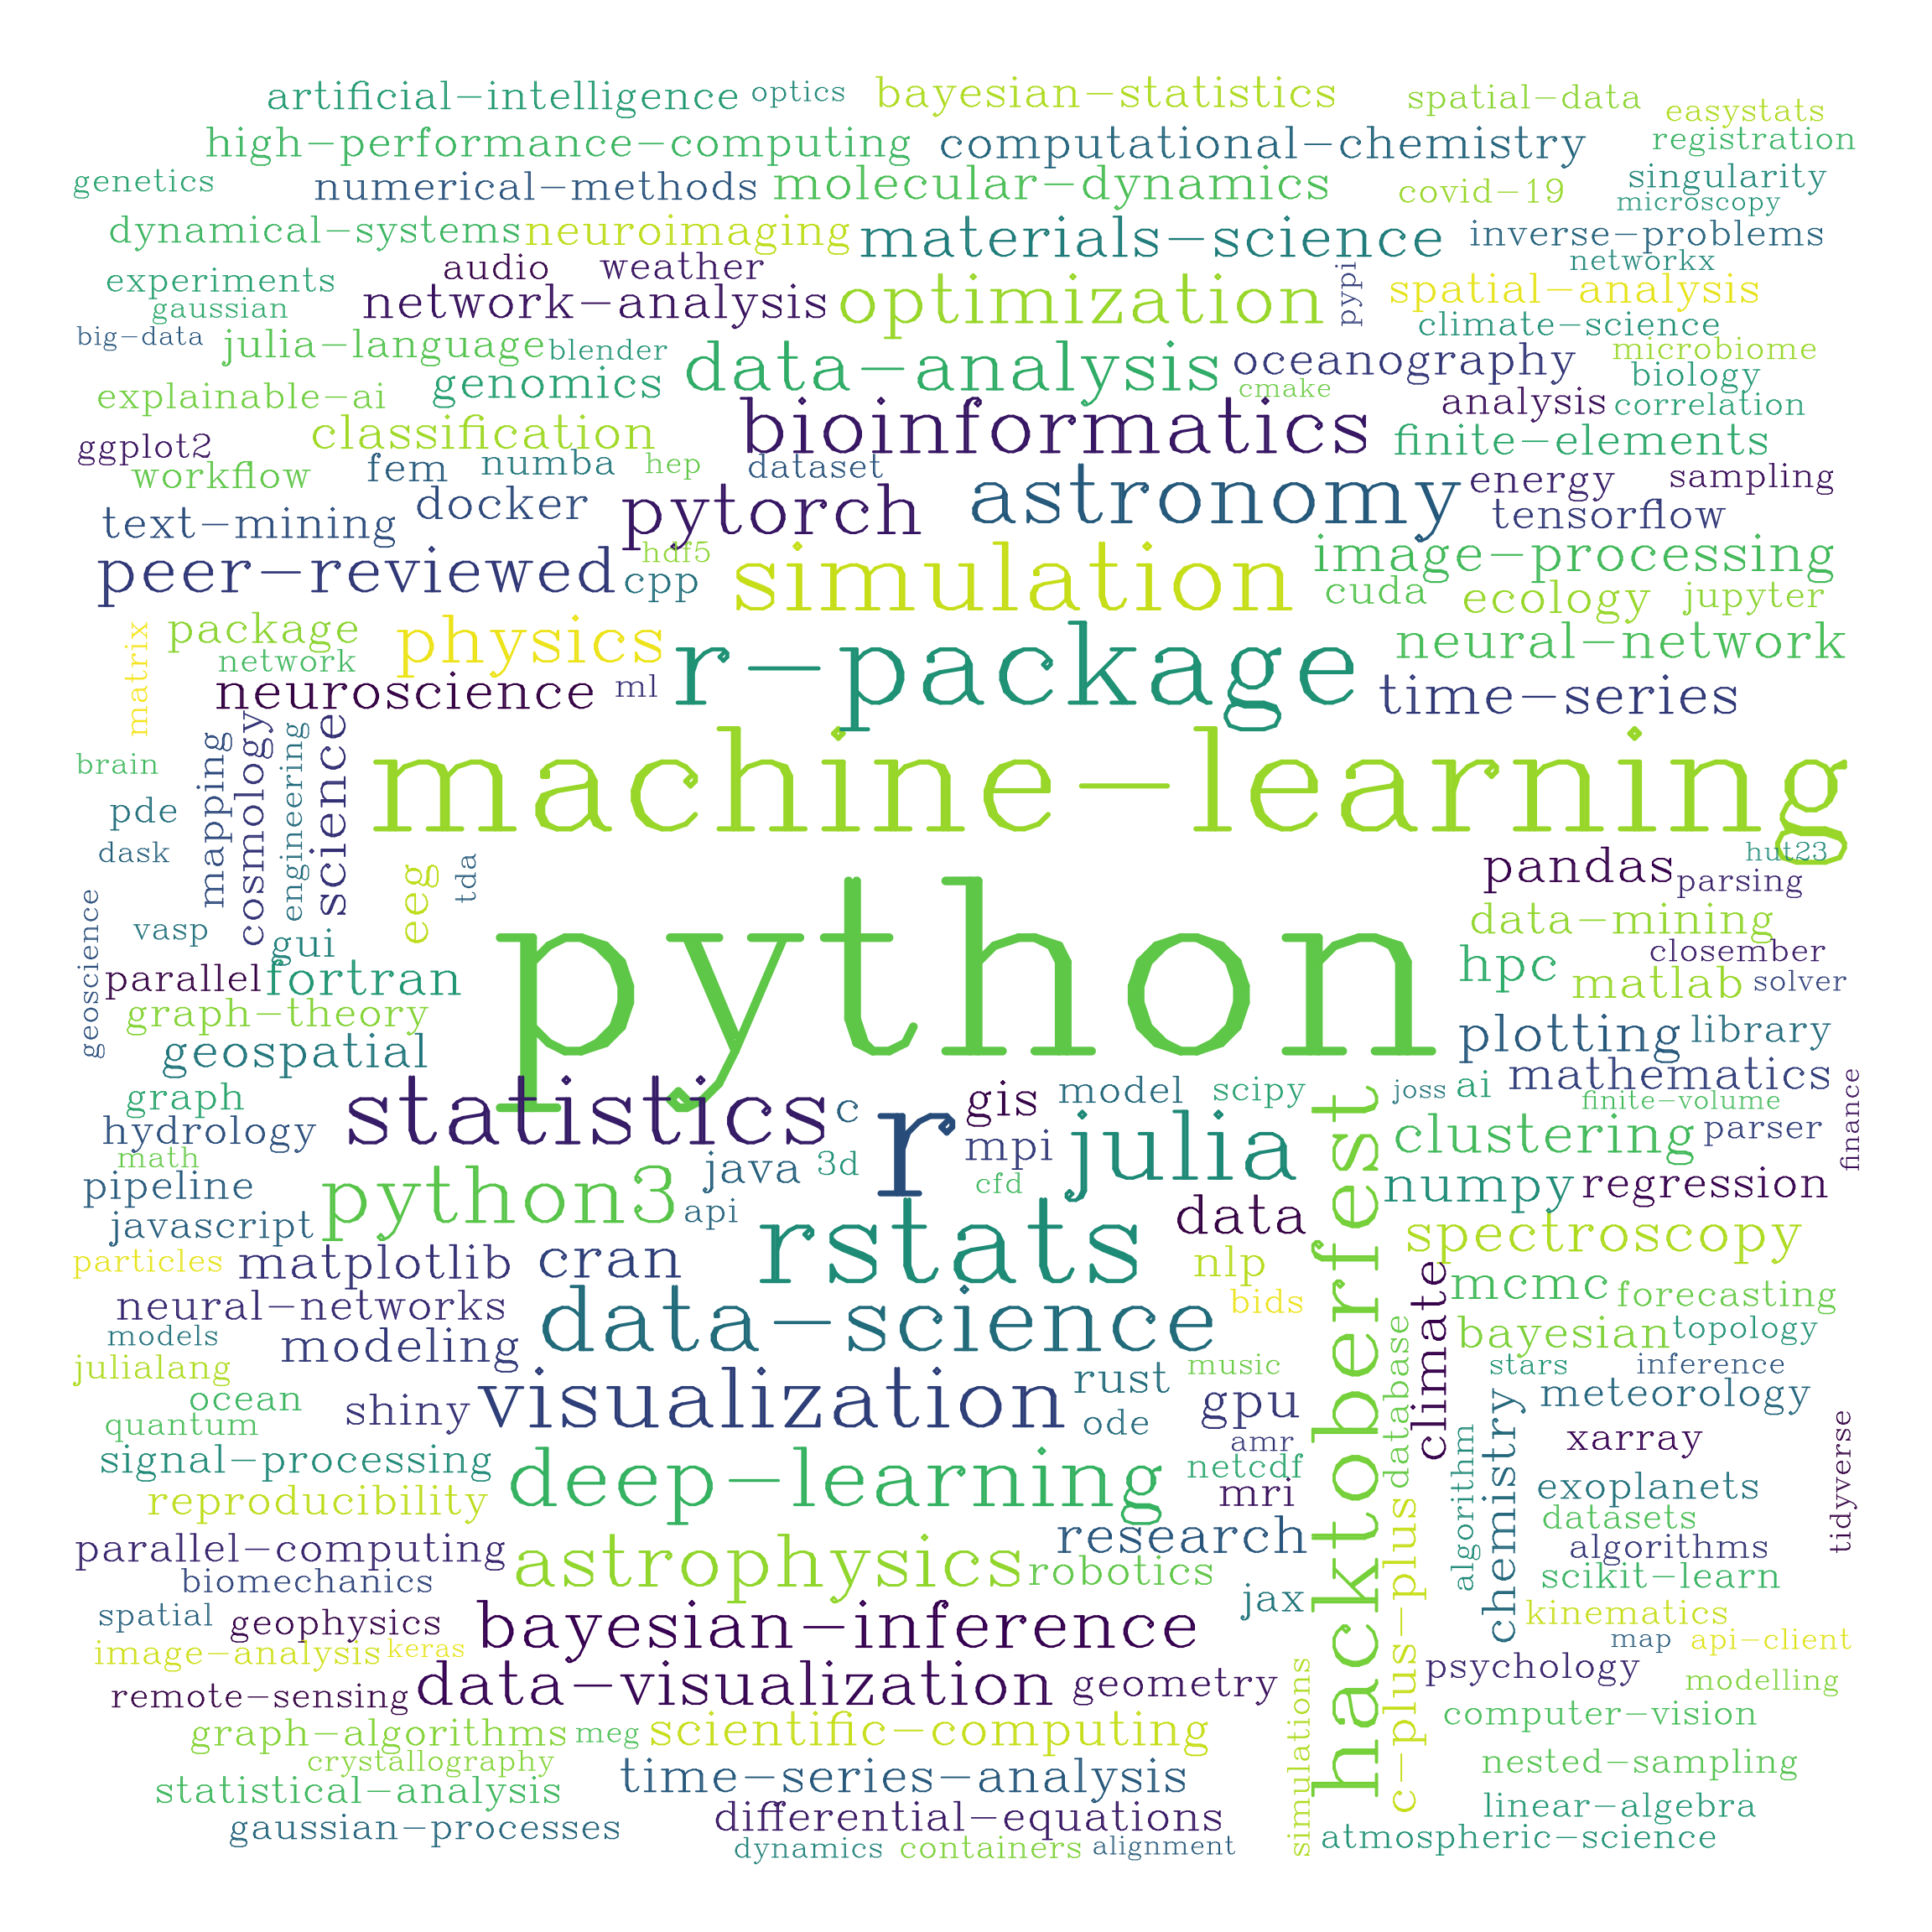 artificial-intelligence optics bayesian-statistics spatial-data
easystats
high-performance-computing computational-chemistry registration
genetics numerical-methods molecular-dynamics covid-19 singularity
microscopy
dynamical-systems neuroimaging materials-science inverse-problems
experiments audio weather networkx
gaussian network-analysis optimization pypi spatial-analysis
big-data julia-language blender climate-science
genomics data-analysis oceanography microbiome
explainable-ai cmake biology
classification bioinformatics analysis correlation
ggplot2 finite-elements
workflow fem numba hep dataset energy sampling
text-mining docker pytorch astronomy tensorflow
peer-reviewed hdf5 cpp simulation image-processing
cuda ecology jupyter
matrix package physics r-package neural-network
network
neuroscience ml time-series
brain mapping cosmology engineering science machine-learning
pde
dask eeg tda pandas hut23
parsing
geoscience vasp gui python data-mining
closember
parallel fortran hpc matlab solver
graph-theory
geospatial plotting library
graph statistics c r gis model scipy joss ai mathematics
finite-volume finance
hydrology mpi julia hacktoberfest clustering parser
math java 3d
pipeline python3 cfd numpy regression
javascript api rstats data spectroscopy
particles matplotlib cran nlp climate mcmc forecasting
neural-networks data-science bids bayesian topology
models modeling
julialang music database stars inference
ocean shiny visualization rust gpu chemistry meteorology
quantum ode tidyverse
signal-processing deep-learning amr algorithm xarray
netcdf
reproducibility mri exoplanets
datasets
parallel-computing astrophysics research c-plus-plus algorithms
biomechanics robotics scikit-learn
spatial geophysics bayesian-inference jax kinematics
image-analysis keras map api-client
remote-sensing data-visualization geometry simulations psychology modelling
graph-algorithms meg scientific-computing computer-vision
crystallography nested-sampling
statistical-analysis time-series-analysis linear-algebra
gaussian-processes differential-equations
dynamics containers alignment atmospheric-science